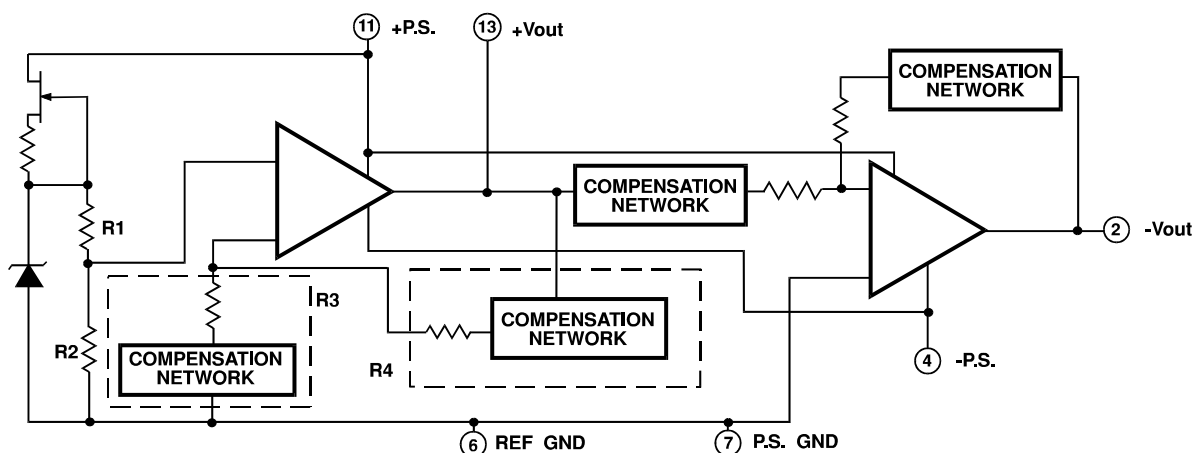 11 +P.S.
13 +Vout
COMPENSATION
NETWORK
COMPENSATION
NETWORK
R1
2 -Vout
R3
COMPENSATION
NETWORK
R2
COMPENSATION
NETWORK
R4
4 -P.S.
6 REF GND
7 P.S. GND